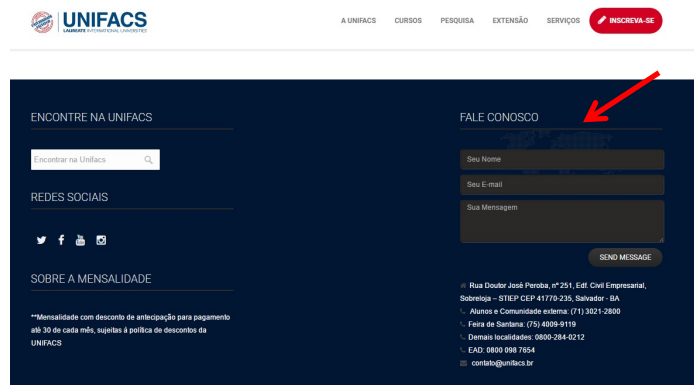 UNIFACS
LAUREATE INTERNATIONAL UNIVERSITIES
A UNIFACS
CURSOS
PESQUISA
EXTENSÃO
SERVIÇOS
INSCREVA-SE
ENCONTRE NA UNIFACS
Encontrar na Unifacs
REDES SOCIAIS
SOBRE A MENSALIDADE
**Mensalidade com desconto de antecipação para pagamento
até 30 de cada mês, sujeitas á política de descontos da
UNIFACS
FALE CONOSCO
Seu Nome
Seu E-mail
Sua Mensagem
SEND MESSAGE
Rua Doutor José Peroba, nº 251, Edf. Civil Empresarial,
Sobreloja – STIEP CEP 41770-235, Salvador - BA
Alunos e Comunidade externa: (71) 3021-2800
Feira de Santana: (75) 4009-9119
Demais localidades: 0800-284-0212
EAD: 0800 098 7654
contato@unifacs.br